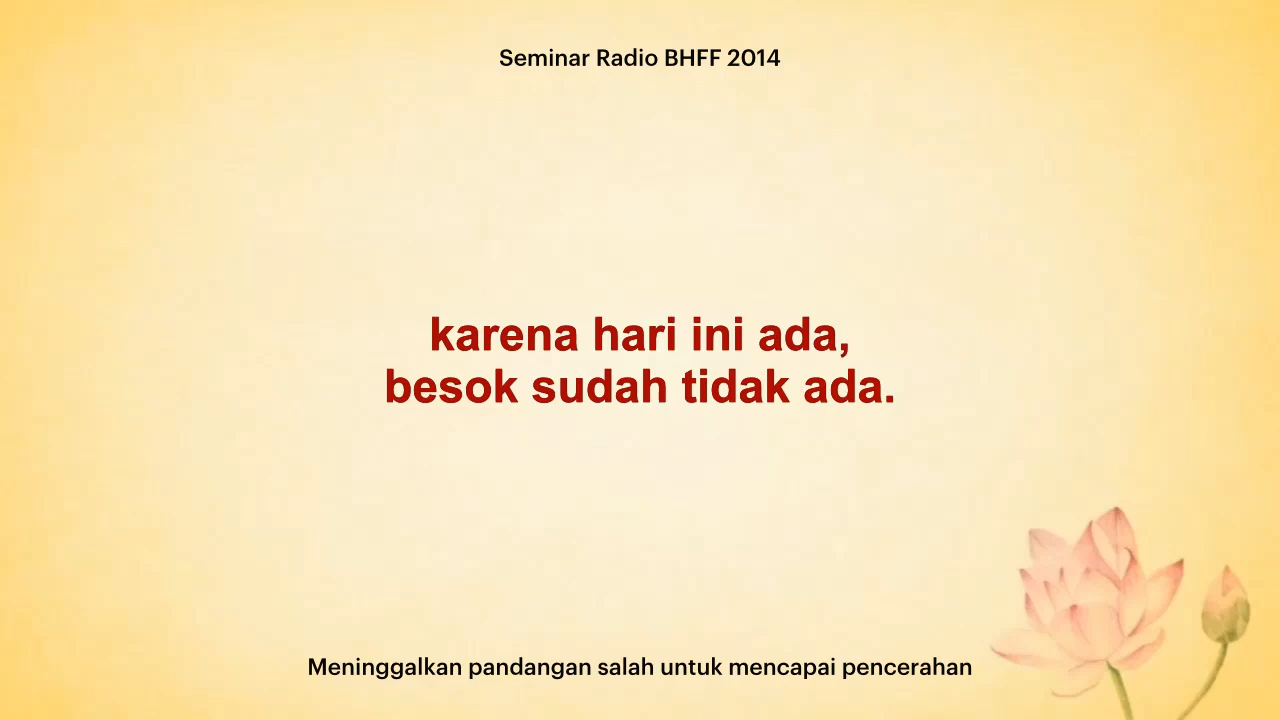 Seminar Radio BHFF 2014
karena hari ini ada,
besok sudah tidak ada.
Meninggalkan pandangan salah untuk mencapai pencerahan